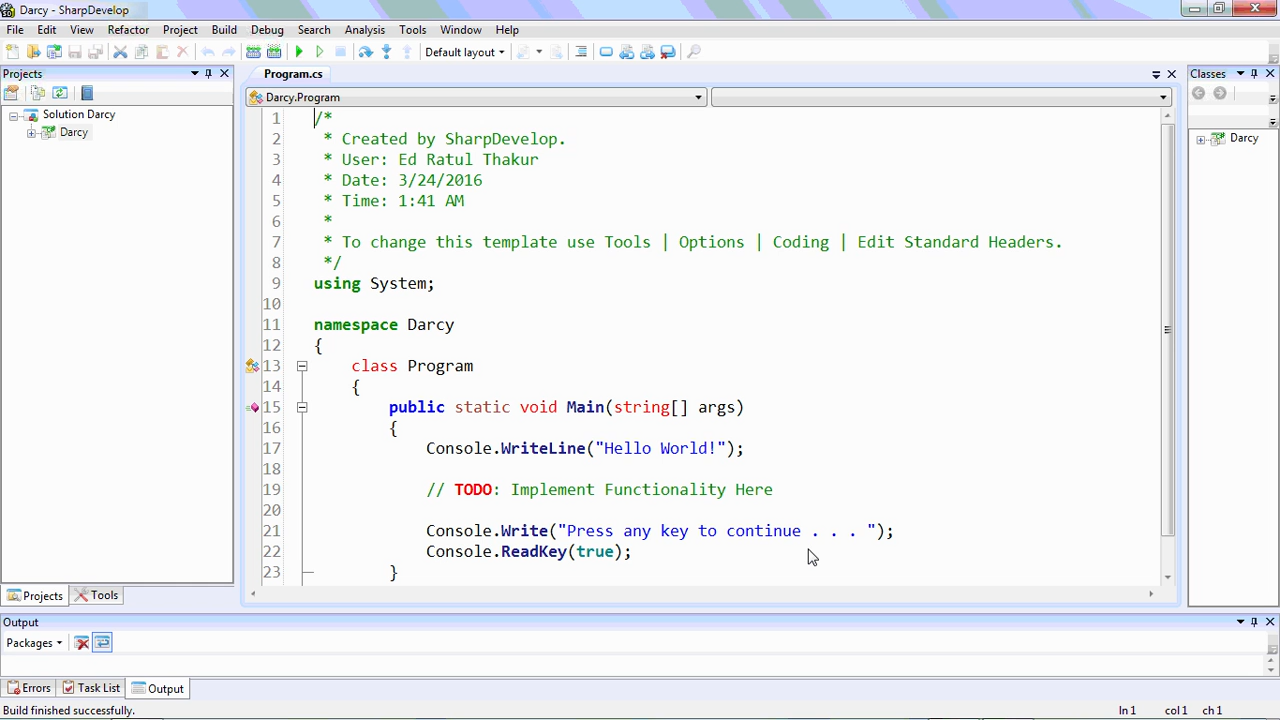 Darcy - SharpDevelop
File Edit View Refactor Project Build Debug Search Analysis Tools Window Help
Default layout
Projects
Program.cs
Classes
Darcy.Program
Solution Darcy
Darcy
Darcy
1 /*
2 * Created by SharpDevelop.
3 * User: Ed Ratul Thakur
4 * Date: 3/24/2016
5 * Time: 1:41 AM
6 *
7 * To change this template use Tools | Options | Coding | Edit Standard Headers.
8 */
9 using System;
10
11 namespace Darcy
12 {
13 class Program
14 {
15 public static void Main(string[] args)
16 {
17 Console.WriteLine("Hello World!");
18
19 // TODO: Implement Functionality Here
20
21 Console.Write("Press any key to continue . . . ");
22 Console.ReadKey(true);
23 }
Projects Tools
Output
Packages
Errors Task List Output
Build finished successfully. ln 1 col 1 ch 1